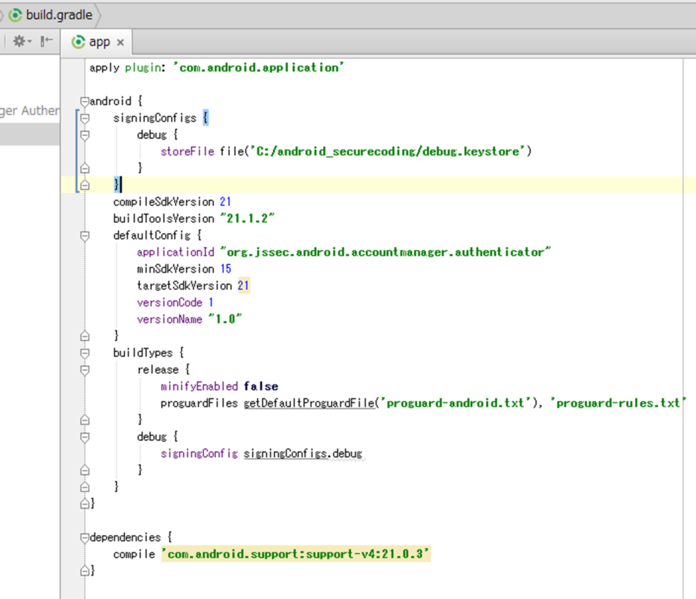 build.gradle
app
ger Auther
apply plugin: 'com.android.application'
android {
signingConfigs {
debug {
storeFile file('C:/android_securecoding/debug.keystore')
}
}
compileSdkVersion 21
buildToolsVersion "21.1.2"
defaultConfig {
applicationId "org.jssec.android.accountmanager.authenticator"
minSdkVersion 15
targetSdkVersion 21
versionCode 1
versionName "1.0"
}
buildTypes {
release {
minifyEnabled false
proguardFiles getDefaultProguardFile('proguard-android.txt'), 'proguard-rules.txt'
}
debug {
signingConfig signingConfigs.debug
}
}
}
dependencies {
compile 'com.android.support:support-v4:21.0.3'
}